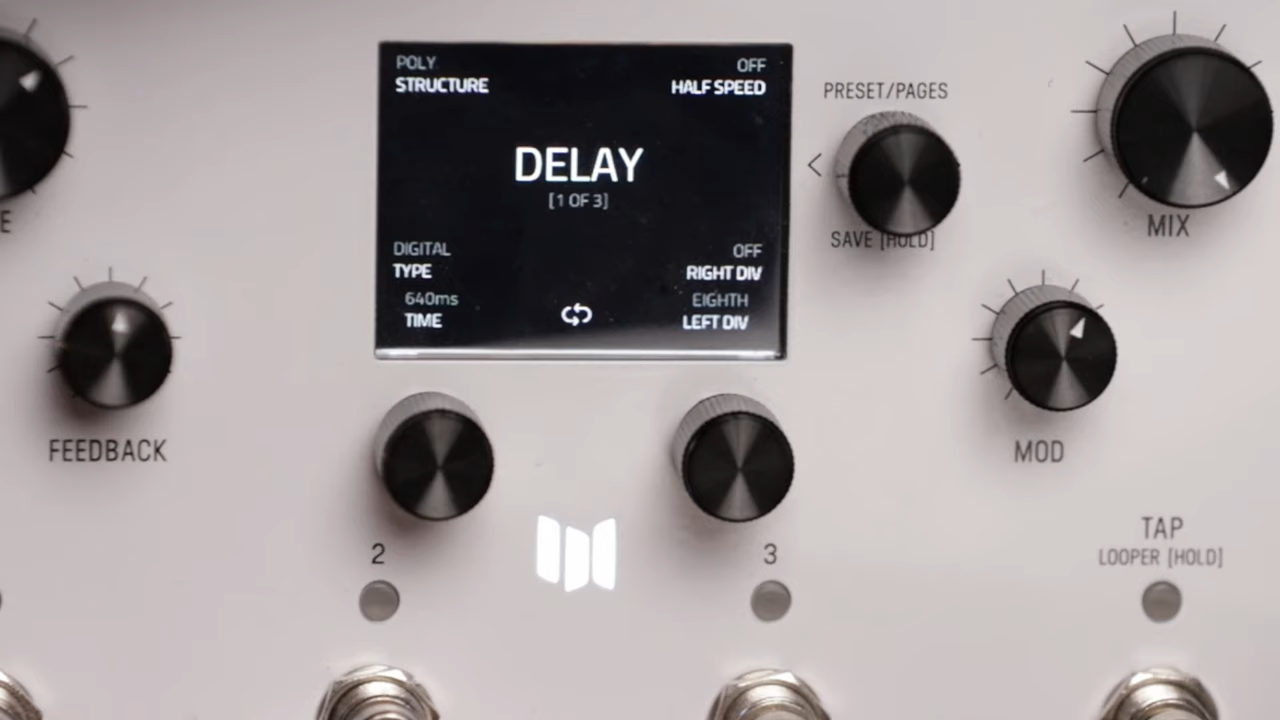 POLY
STRUCTURE
OFF
HALF SPEED
DELAY
[1 OF 3]
DIGITAL
TYPE
OFF
RIGHT DIV
640ms
TIME
EIGHTH
LEFT DIV
PRESET/PAGES
<
SAVE [HOLD]
MIX
E
FEEDBACK
MOD
2
3
TAP
LOOPER [HOLD]